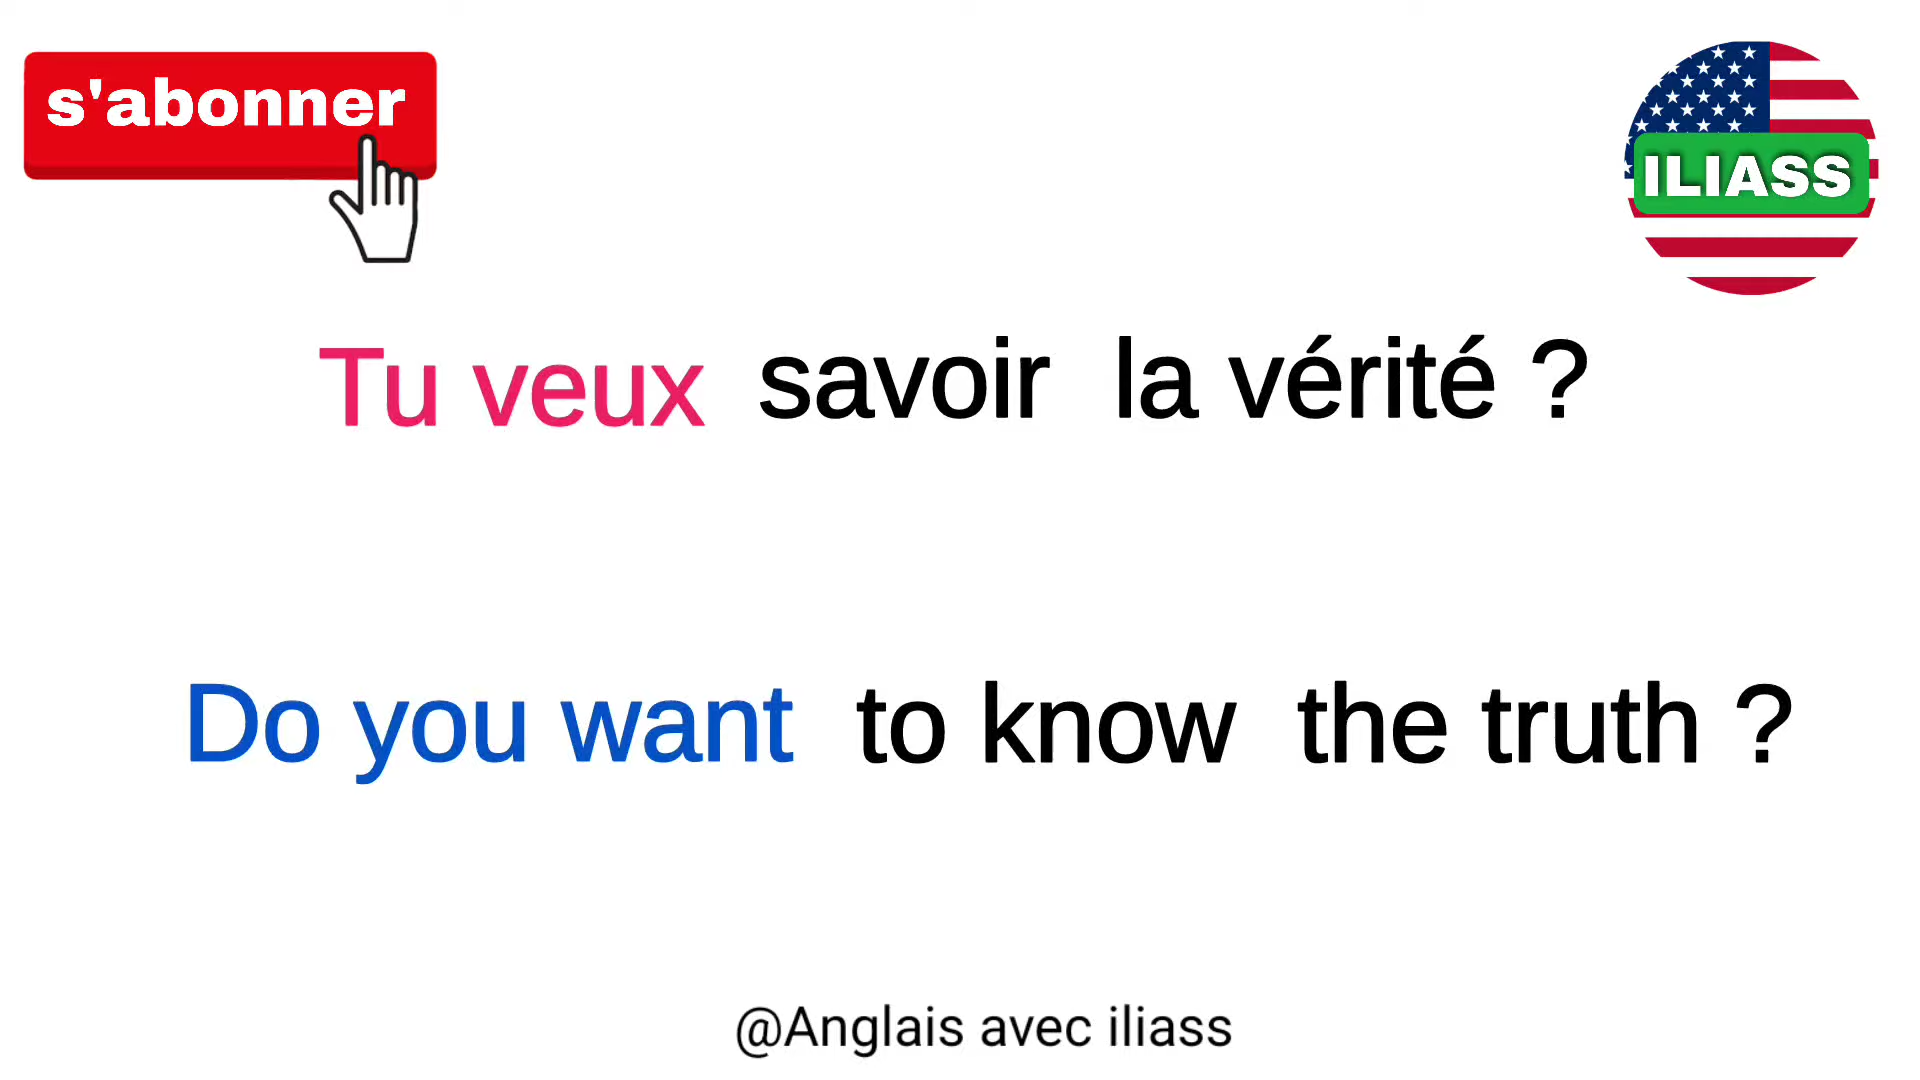 s'abonner
ILIASS
Tu veux savoir la vérité ?
Do you want to know the truth ?
@Anglais avec iliass